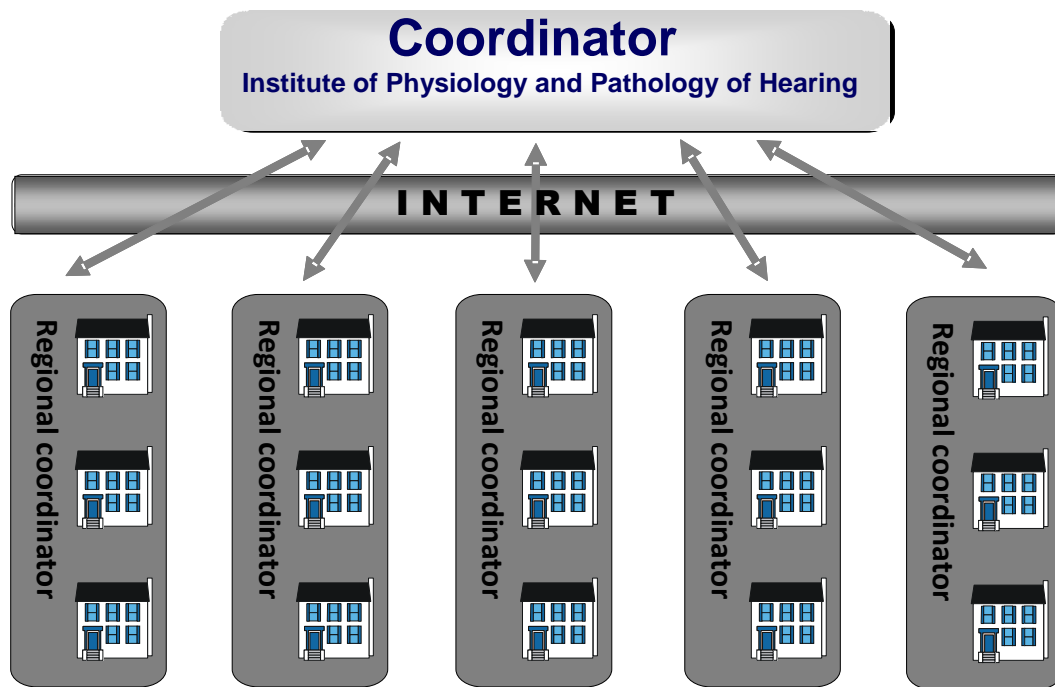 Coordinator
Institute of Physiology and Pathology of Hearing
INTERNET
Regional coordinator
Regional coordinator
Regional coordinator
Regional coordinator
Regional coordinator